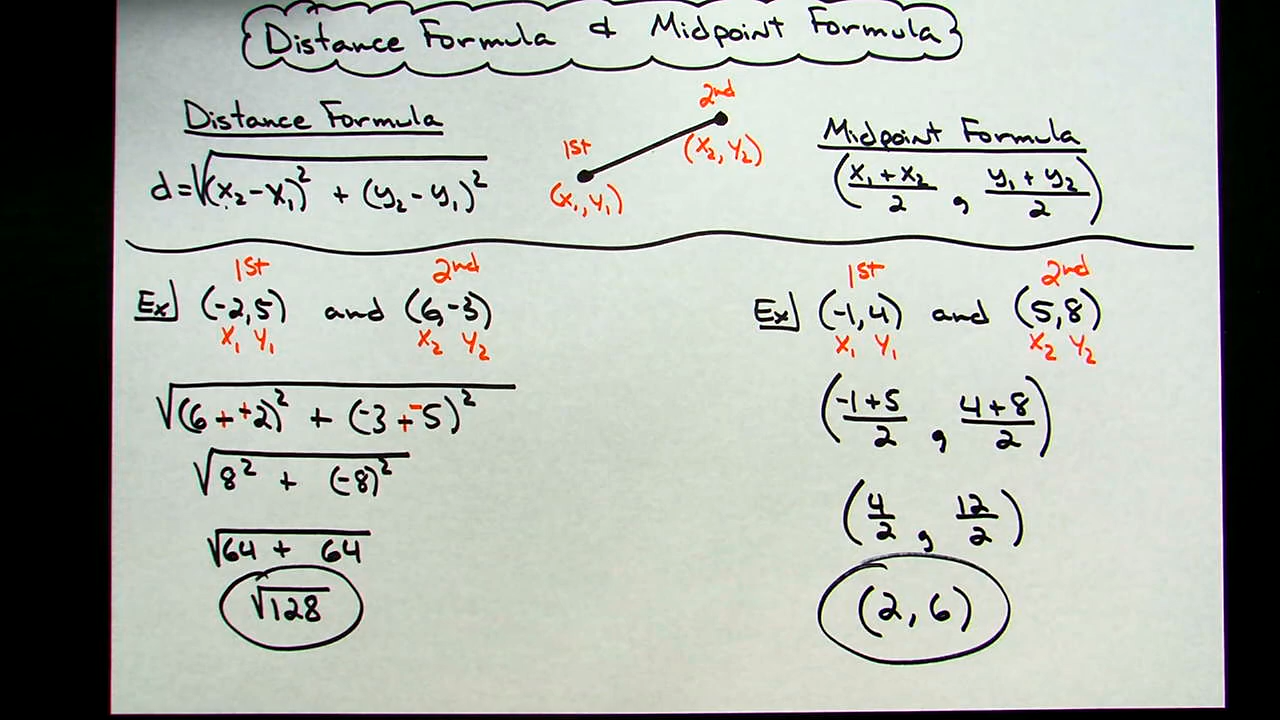 Distance Formula & Midpoint Formula
Distance Formula
d=√((x₂-x₁)² + (y₂-y₁)²)
1st
(x₁, y₁)
2nd
(x₂, y₂)
Midpoint Formula
((x₁ + x₂)/2 , (y₁ + y₂)/2)
1st 2nd
Ex] (-2,5) and (6,-3)
x₁ y₁ x₂ y₂
√((6 + +2)² + (-3 + -5)²)
√(8² + (-8)²)
√(64 + 64)
√128
1st 2nd
Ex] (-1,4) and (5,8)
x₁ y₁ x₂ y₂
((-1+5)/2 , (4+8)/2)
(4/2 , 12/2)
(2, 6)